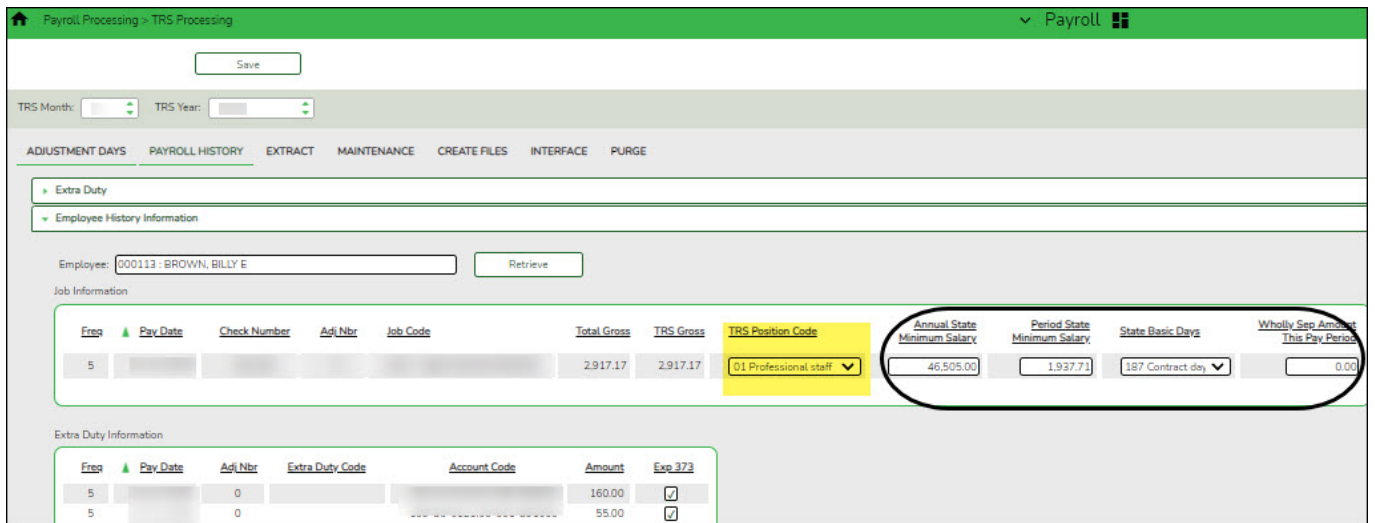 Payroll Processing > TRS Processing Payroll
Save
TRS Month: TRS Year:
ADJUSTMENT DAYS PAYROLL HISTORY EXTRACT MAINTENANCE CREATE FILES INTERFACE PURGE
Extra Duty
Employee History Information
Employee: 000113 : BROWN, BILLY E Retrieve
Job Information
Freq Pay Date Check Number Adj Nbr Job Code Total Gross TRS Gross TRS Position Code Annual State Minimum Salary Period State Minimum Salary State Basic Days Wholly Sep Amount This Pay Period
5 2,917.17 2,917.17 01 Professional staff 46,505.00 1,937.71 187 Contract day 0.00
Extra Duty Information
Freq Pay Date Adj Nbr Extra Duty Code Account Code Amount Exp 373
5 0 160.00
5 0 55.00